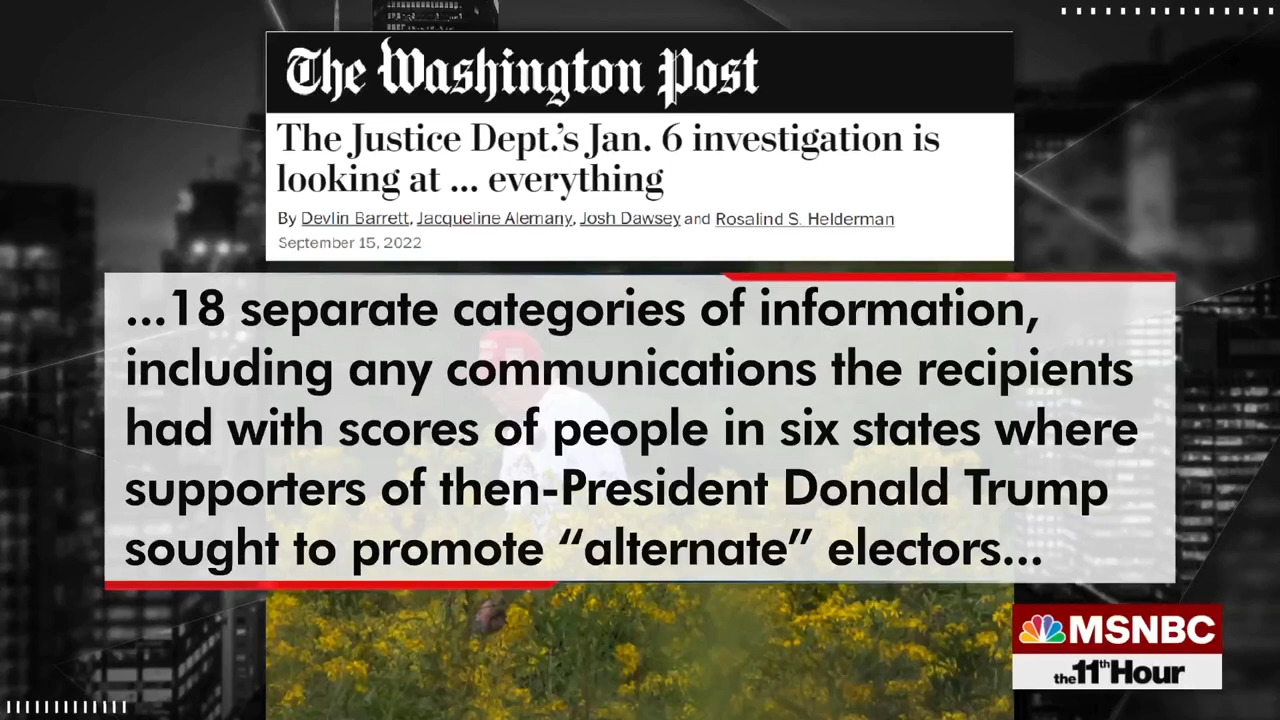 The Washington Post
The Justice Dept.'s Jan. 6 investigation is
looking at ... everything
By Devlin Barrett, Jacqueline Alemany, Josh Dawsey and Rosalind S. Helderman
September 15, 2022
...18 separate categories of information,
including any communications the recipients
had with scores of people in six states where
supporters of then-President Donald Trump
sought to promote “alternate” electors...
MSNBC
the 11th Hour